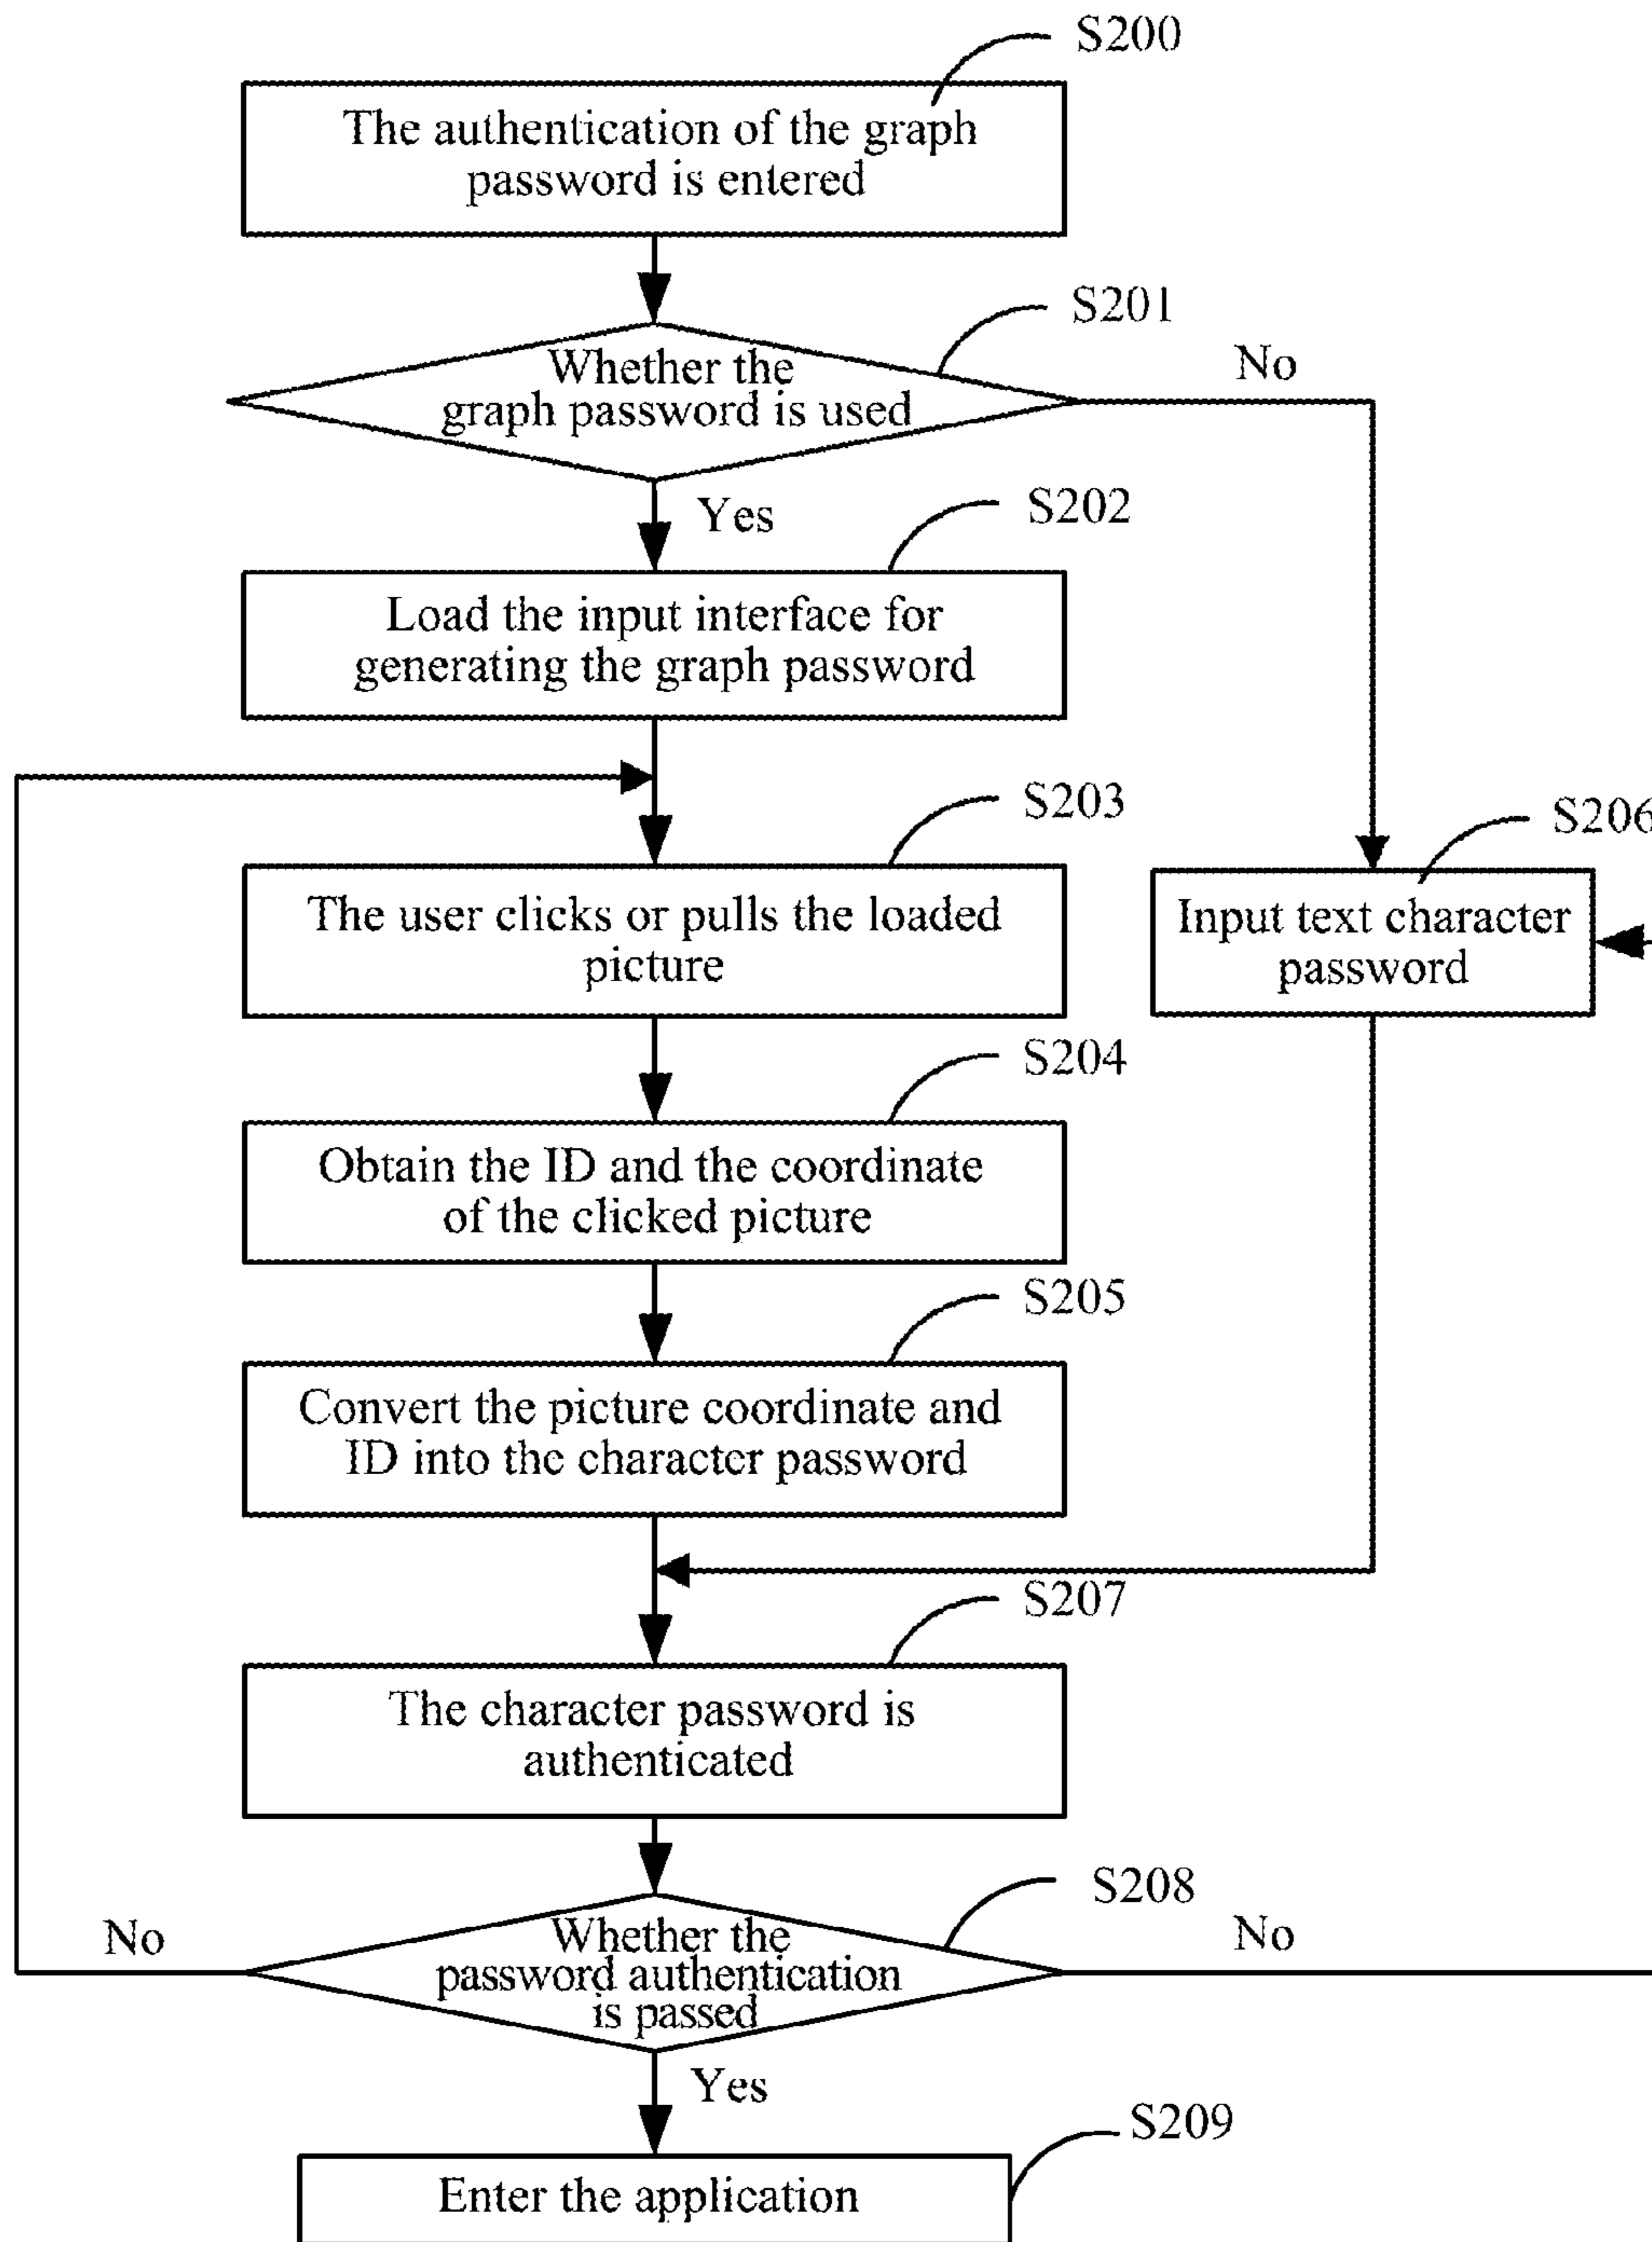 S200
The authentication of the graph
password is entered
S201
Whether the
graph password is used
No
Yes
S202
Load the input interface for
generating the graph password
S203
The user clicks or pulls the loaded
picture
S206
Input text character
password
S204
Obtain the ID and the coordinate
of the clicked picture
S205
Convert the picture coordinate and
ID into the character password
S207
The character password is
authenticated
S208
No
Whether the
password authentication
is passed
No
Yes
S209
Enter the application